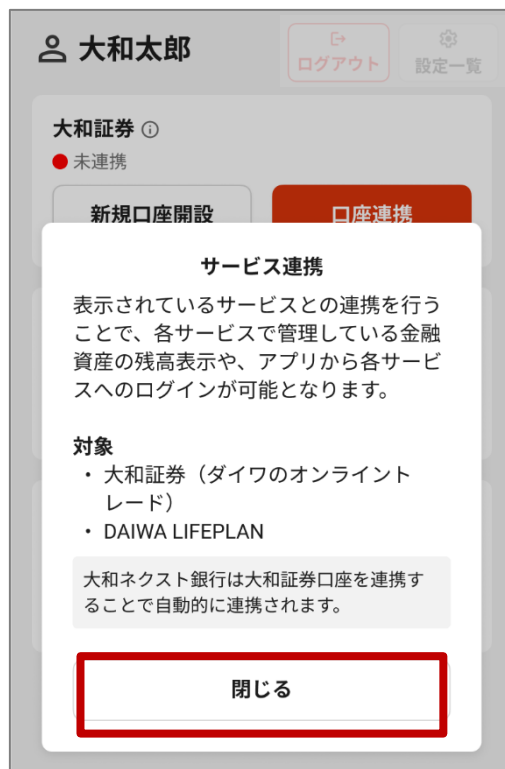 大和太郎
ログアウト
設定一覧
大和証券
未連携
新規口座開設
口座連携
サービス連携
表示されているサービスとの連携を行う
ことで、各サービスで管理している金融
資産の残高表示や、アプリから各サービ
スへのログインが可能となります。
対象
・ 大和証券（ダイワのオンライント
レード）
・ DAIWA LIFEPLAN
大和ネクスト銀行は大和証券口座を連携す
ることで自動的に連携されます。
閉じる